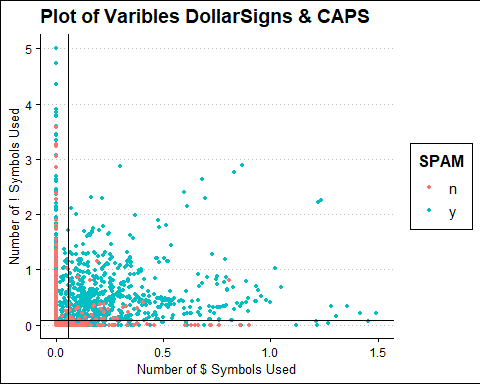 Plot of Varibles DollarSigns & CAPS
Number of ! Symbols Used
5
4
3
2
1
0
0.0 0.5 1.0 1.5
Number of $ Symbols Used
SPAM
n
y